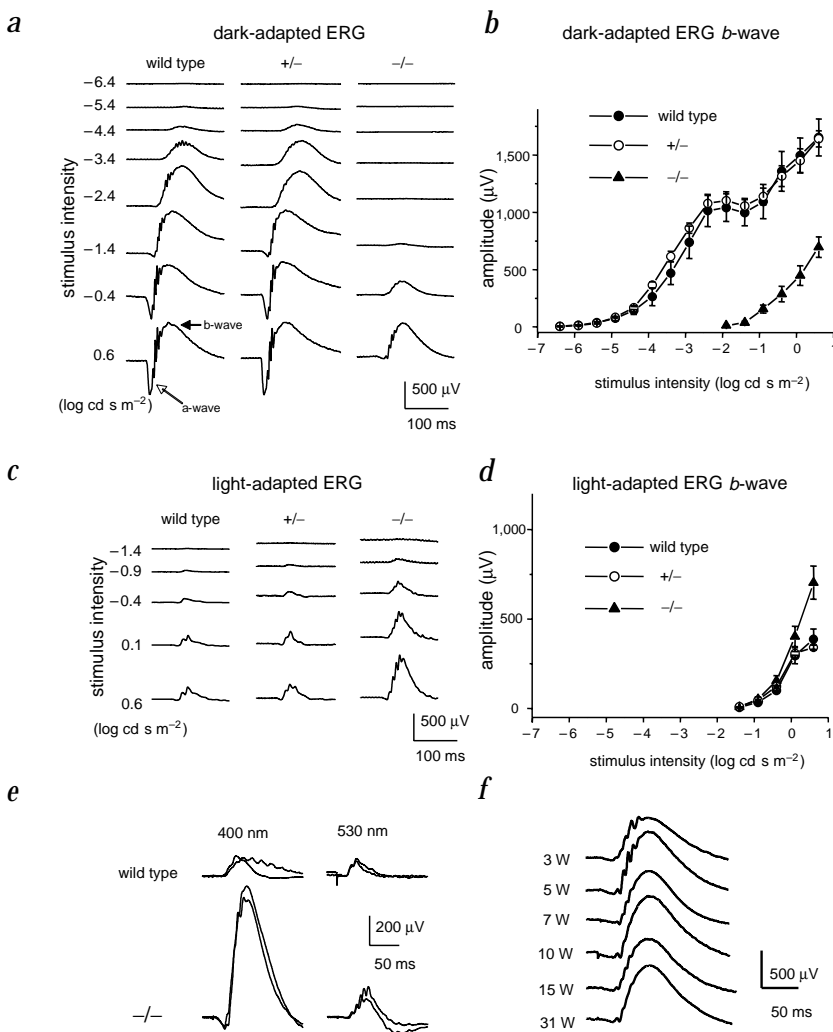 a
dark-adapted ERG
wild type +/− −/−
stimulus intensity
−6.4
−5.4
−4.4
−3.4
−2.4
−1.4
−0.4
0.6
(log cd s m−2)
b-wave
a-wave
500 µV
100 ms
b
dark-adapted ERG b-wave
wild type
+/−
−/−
amplitude (µV)
1,500
1,000
500
0
−7 −6 −5 −4 −3 −2 −1 0 1
stimulus intensity (log cd s m−2)
c
light-adapted ERG
wild type +/− −/−
stimulus intensity
−1.4
−0.9
−0.4
0.1
0.6
(log cd s m−2)
500 µV
100 ms
d
light-adapted ERG b-wave
wild type
+/−
−/−
amplitude (µV)
1,000
500
0
−7 −6 −5 −4 −3 −2 −1 0 1
stimulus intensity (log cd s m−2)
e
400 nm 530 nm
wild type
−/−
200 µV
50 ms
f
3 W
5 W
7 W
10 W
15 W
31 W
500 µV
50 ms